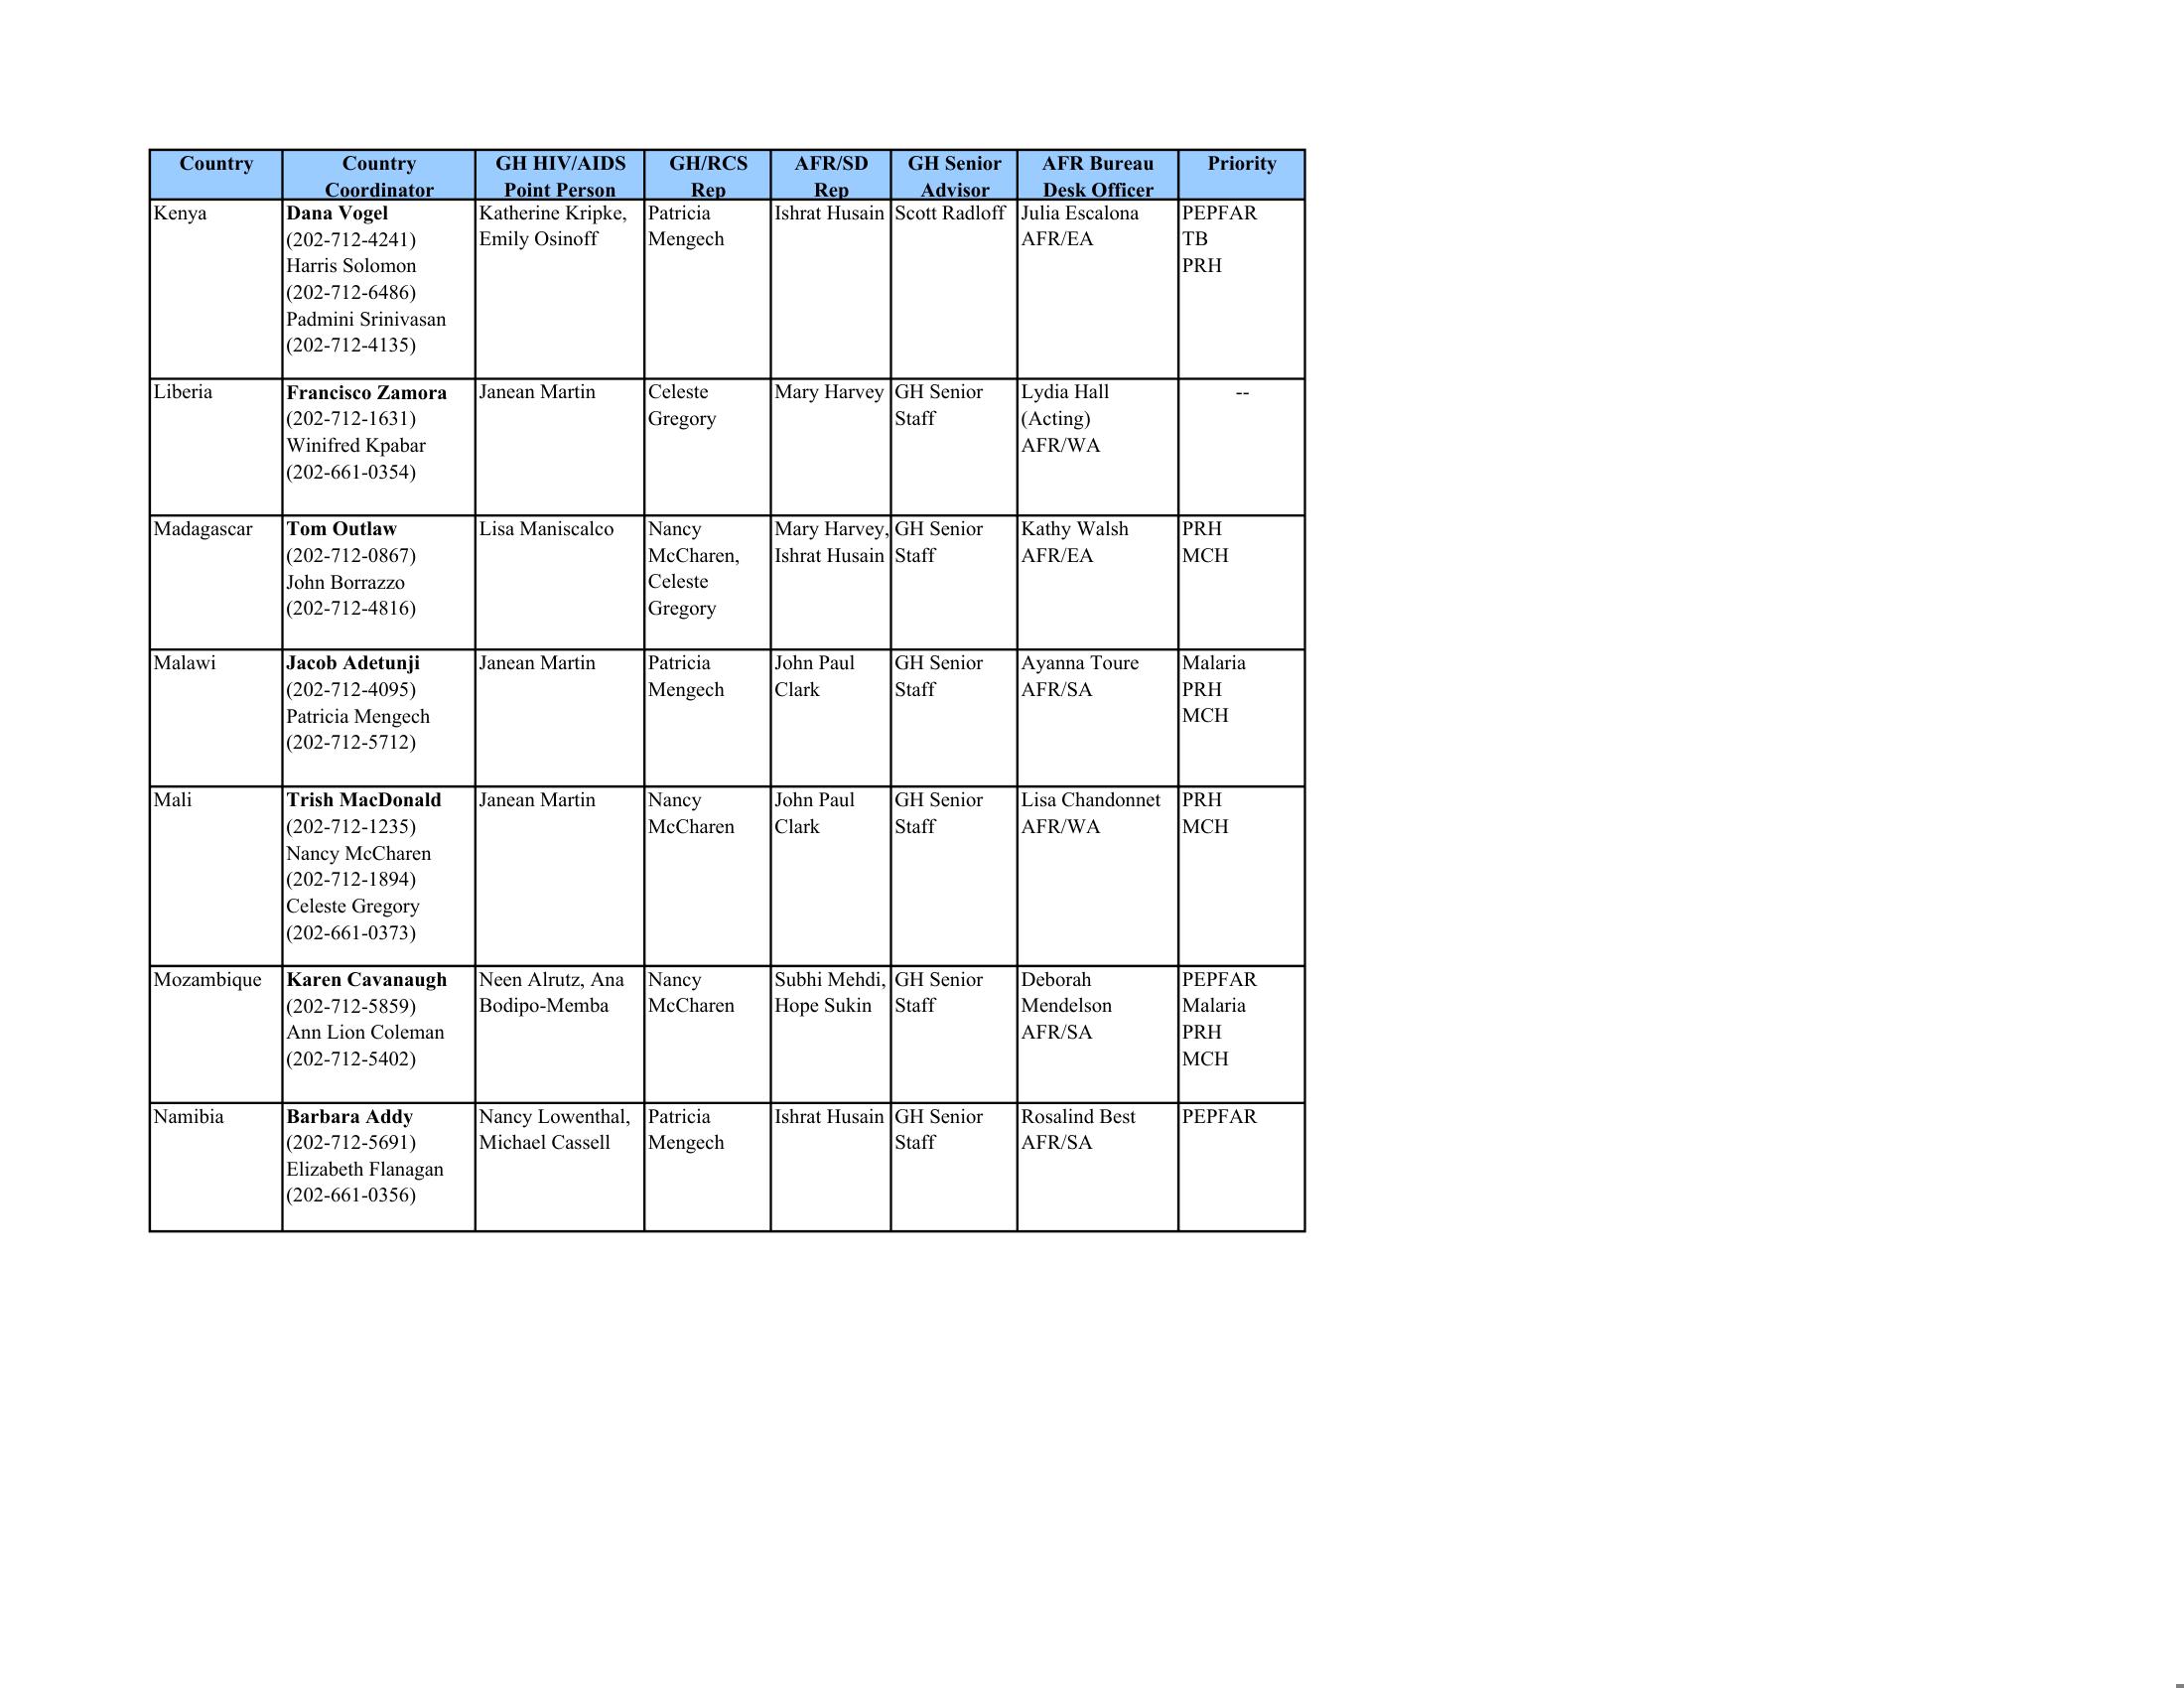 Country
Country
Coordinator
GH HIV/AIDS
Point Person
GH/RCS
Rep
AFR/SD
Rep
GH Senior
Advisor
AFR Bureau
Desk Officer
Priority
Kenya
Dana Vogel
(202-712-4241)
Harris Solomon
(202-712-6486)
Padmini Srinivasan
(202-712-4135)
Katherine Kripke,
Emily Osinoff
Patricia
Mengech
Ishrat Husain
Scott Radloff
Julia Escalona
AFR/EA
PEPFAR
TB
PRH
Liberia
Francisco Zamora
(202-712-1631)
Winifred Kpabar
(202-661-0354)
Janean Martin
Celeste
Gregory
Mary Harvey
GH Senior
Staff
Lydia Hall
(Acting)
AFR/WA
--
Madagascar
Tom Outlaw
(202-712-0867)
John Borrazzo
(202-712-4816)
Lisa Maniscalco
Nancy
McCharen,
Celeste
Gregory
Mary Harvey,
Ishrat Husain
GH Senior
Staff
Kathy Walsh
AFR/EA
PRH
MCH
Malawi
Jacob Adetunji
(202-712-4095)
Patricia Mengech
(202-712-5712)
Janean Martin
Patricia
Mengech
John Paul
Clark
GH Senior
Staff
Ayanna Toure
AFR/SA
Malaria
PRH
MCH
Mali
Trish MacDonald
(202-712-1235)
Nancy McCharen
(202-712-1894)
Celeste Gregory
(202-661-0373)
Janean Martin
Nancy
McCharen
John Paul
Clark
GH Senior
Staff
Lisa Chandonnet
AFR/WA
PRH
MCH
Mozambique
Karen Cavanaugh
(202-712-5859)
Ann Lion Coleman
(202-712-5402)
Neen Alrutz, Ana
Bodipo-Memba
Nancy
McCharen
Subhi Mehdi,
Hope Sukin
GH Senior
Staff
Deborah
Mendelson
AFR/SA
PEPFAR
Malaria
PRH
MCH
Namibia
Barbara Addy
(202-712-5691)
Elizabeth Flanagan
(202-661-0356)
Nancy Lowenthal,
Michael Cassell
Patricia
Mengech
Ishrat Husain
GH Senior
Staff
Rosalind Best
AFR/SA
PEPFAR